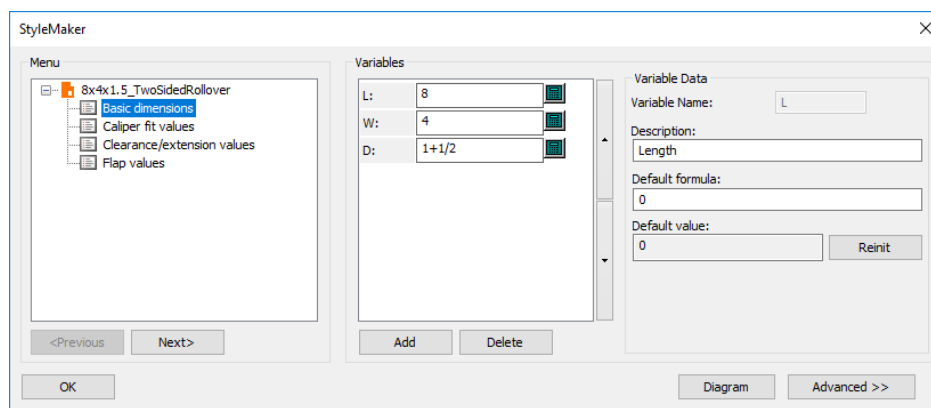 StyleMaker
Menu
8x4x1.5_TwoSidedRollover
Basic dimensions
Caliper fit values
Clearance/extension values
Flap values
<Previous
Next>
Variables
L:
8
W:
4
D:
1+1/2
Add
Delete
Variable Data
Variable Name:
L
Description:
Length
Default formula:
0
Default value:
0
Reinit
OK
Diagram
Advanced >>